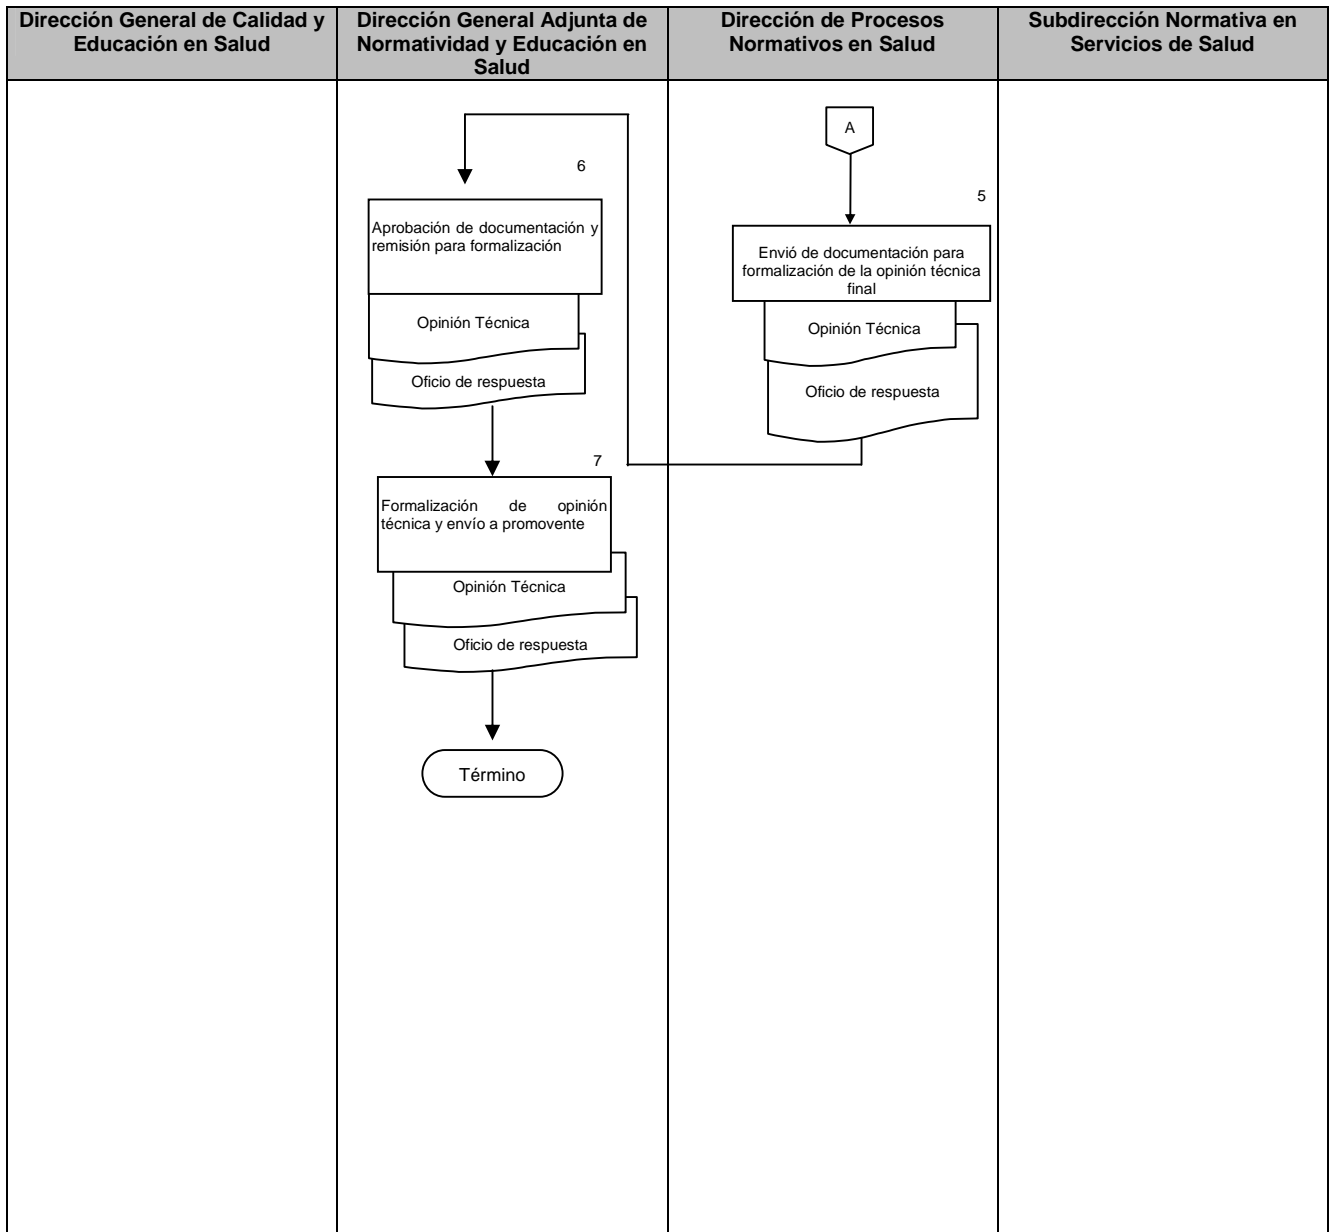 Dirección General de Calidad y
Educación en Salud
Dirección General Adjunta de
Normatividad y Educación en
Salud
Dirección de Procesos
Normativos en Salud
Subdirección Normativa en
Servicios de Salud
A
5
Envió de documentación para
formalización de la opinión técnica
final
Opinión Técnica
Oficio de respuesta
6
Aprobación de documentación y
remisión para formalización
Opinión Técnica
Oficio de respuesta
7
Formalización de opinión
técnica y envío a promovente
Opinión Técnica
Oficio de respuesta
Término